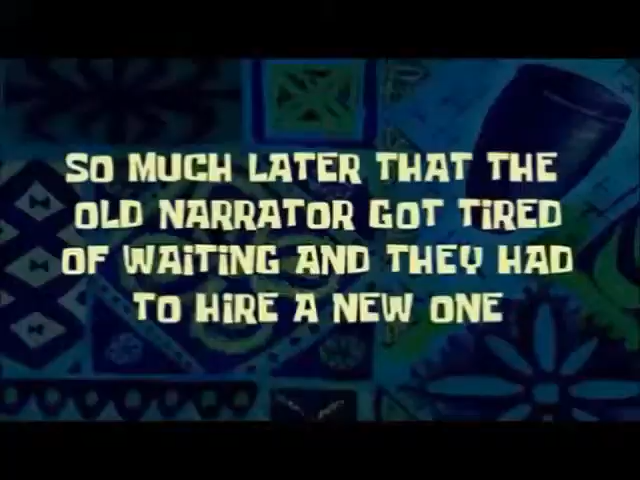 SO MUCH LATER THAT THE
OLD NARRATOR GOT TIRED
OF WAITING AND THEY HAD
TO HIRE A NEW ONE